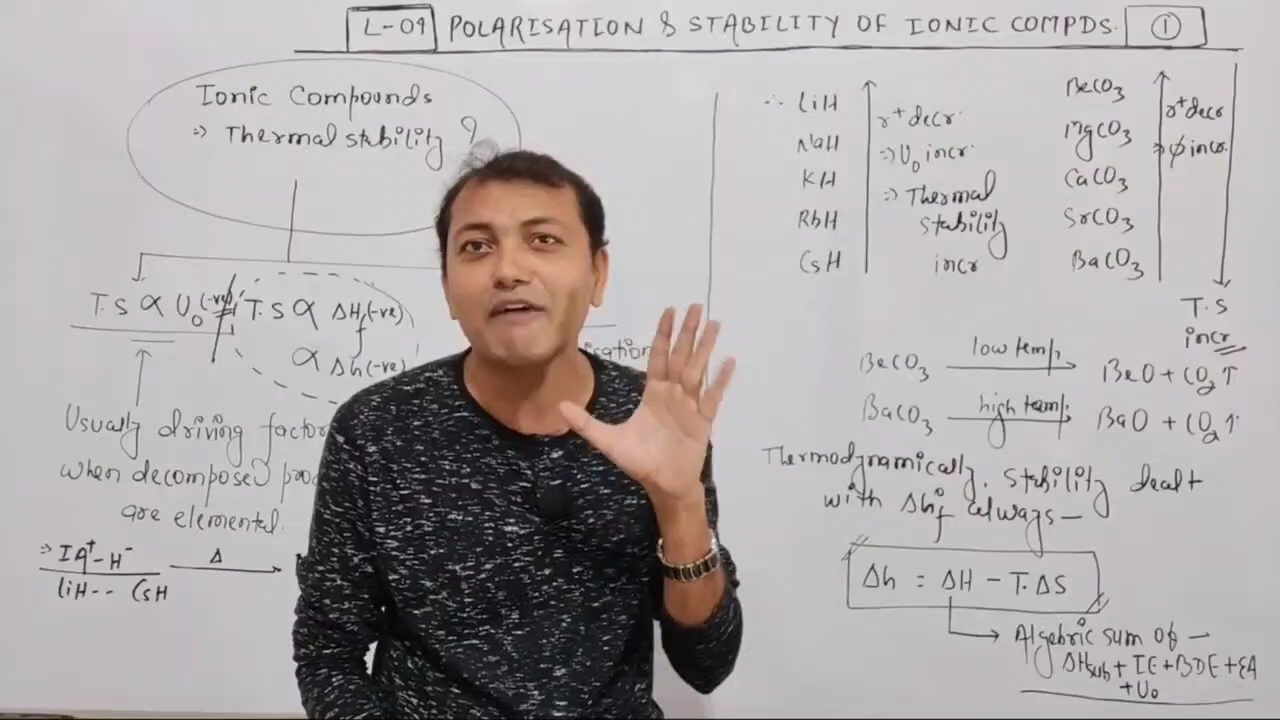 L-09 POLARISATION & STABILITY OF IONIC COMPDS. ①
Ionic Compounds
⇒ Thermal stability ?
T.S ∝ U₀(-ve)
T.S ∝ ΔHf(-ve)
∝ Δh(-ve)
Usually driving factor
when decomposed
are elemental.
⇒ IA⁺-H⁻ Δ
LiH-- CsH
∴ LiH
NaH
KH
RbH
CsH
r⁺ decr.
⇒ U₀ incr.
⇒ Thermal
stability
incr
BeCO₃
MgCO₃
CaCO₃
SrCO₃
BaCO₃
r⁺ decr
⇒ φ incr.
T.S
incr
BeCO₃ low temp. BeO + CO₂ ↑
BaCO₃ high temp. BaO + CO₂ ↑
Thermodynamically. Stability dealt
with Δhf always —
Δh = ΔH - T.ΔS
Algebric sum of —
ΔHsub + IE + BDE + EA
+ U₀